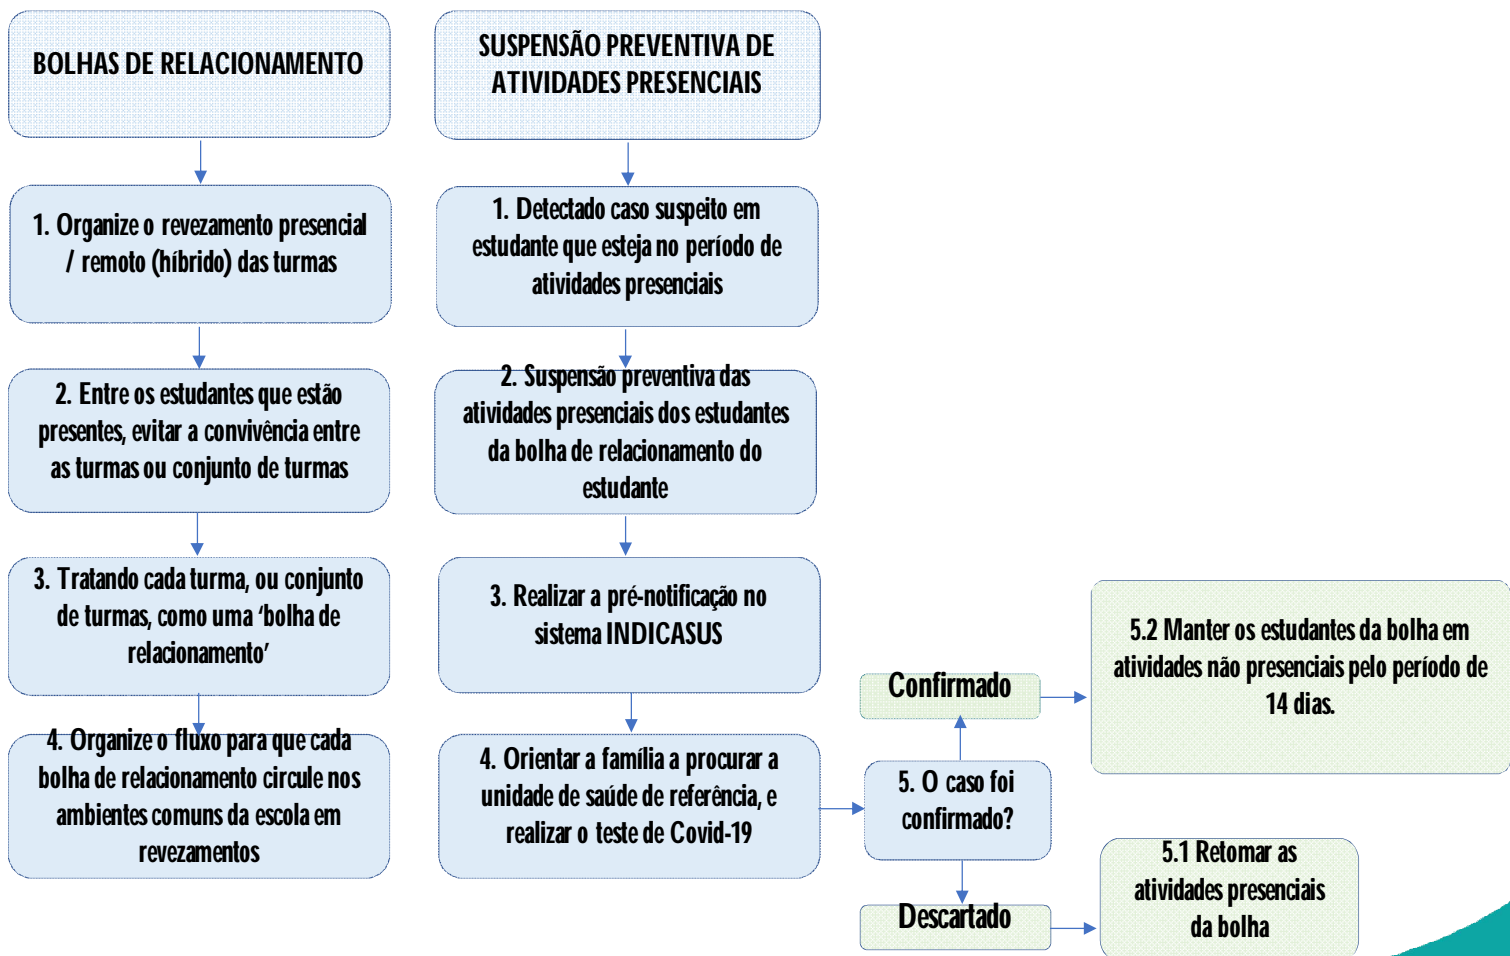 BOLHAS DE RELACIONAMENTO
1. Organize o revezamento presencial
/ remoto (híbrido) das turmas
2. Entre os estudantes que estão
presentes, evitar a convivência entre
as turmas ou conjunto de turmas
3. Tratando cada turma, ou conjunto
de turmas, como uma ‘bolha de
relacionamento’
4. Organize o fluxo para que cada
bolha de relacionamento circule nos
ambientes comuns da escola em
revezamentos
SUSPENSÃO PREVENTIVA DE
ATIVIDADES PRESENCIAIS
1. Detectado caso suspeito em
estudante que esteja no período de
atividades presenciais
2. Suspensão preventiva das
atividades presenciais dos estudantes
da bolha de relacionamento do
estudante
3. Realizar a pré-notificação no
sistema INDICASUS
4. Orientar a família a procurar a
unidade de saúde de referência, e
realizar o teste de Covid-19
5. O caso foi
confirmado?
Confirmado
5.2 Manter os estudantes da bolha em
atividades não presenciais pelo período de
14 dias.
Descartado
5.1 Retomar as
atividades presenciais
da bolha